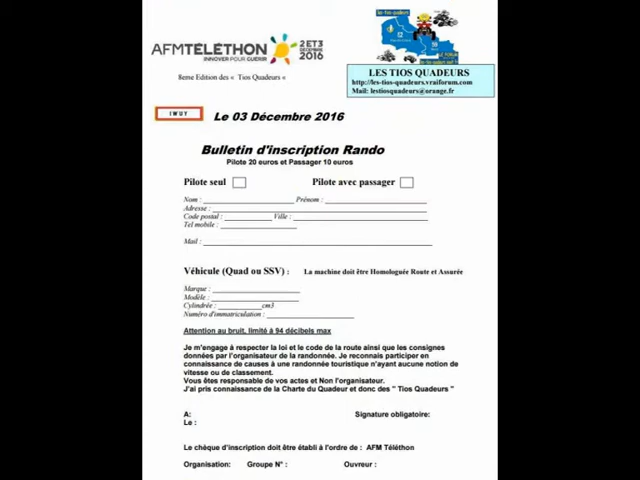 AFMTÉLÉTHON
INNOVER POUR GUÉRIR
2 ET 3
DÉCEMBRE
2016
8eme Edition des « Tios Quadeurs «
LES TIOS QUADEURS
http://les-tios-quadeurs.vraiforum.com
Mail: lestiosquadeurs@orange.fr
IWUY
Le 03 Décembre 2016
Bulletin d'inscription Rando
Pilote 20 euros et Passager 10 euros
Pilote seul
Pilote avec passager
Nom : Prénom :
Adresse :
Code postal : Ville :
Tel mobile :
Mail :
Véhicule (Quad ou SSV) : La machine doit être Homologuée Route et Assurée
Marque :
Modèle :
Cylindrée : cm3
Numéro d'immatriculation :
Attention au bruit, limité à 94 décibels max
Je m'engage à respecter la loi et le code de la route ainsi que les consignes
données par l'organisateur de la randonnée. Je reconnais participer en
connaissance de causes à une randonnée touristique n'ayant aucune notion de
vitesse ou de classement.
Vous êtes responsable de vos actes et Non l'organisateur.
J'ai pris connaissance de la Charte du Quadeur et donc des " Tios Quadeurs "
A: Signature obligatoire:
Le :
Le chèque d'inscription doit être établi à l'ordre de : AFM Téléthon
Organisation: Groupe N° : Ouvreur :